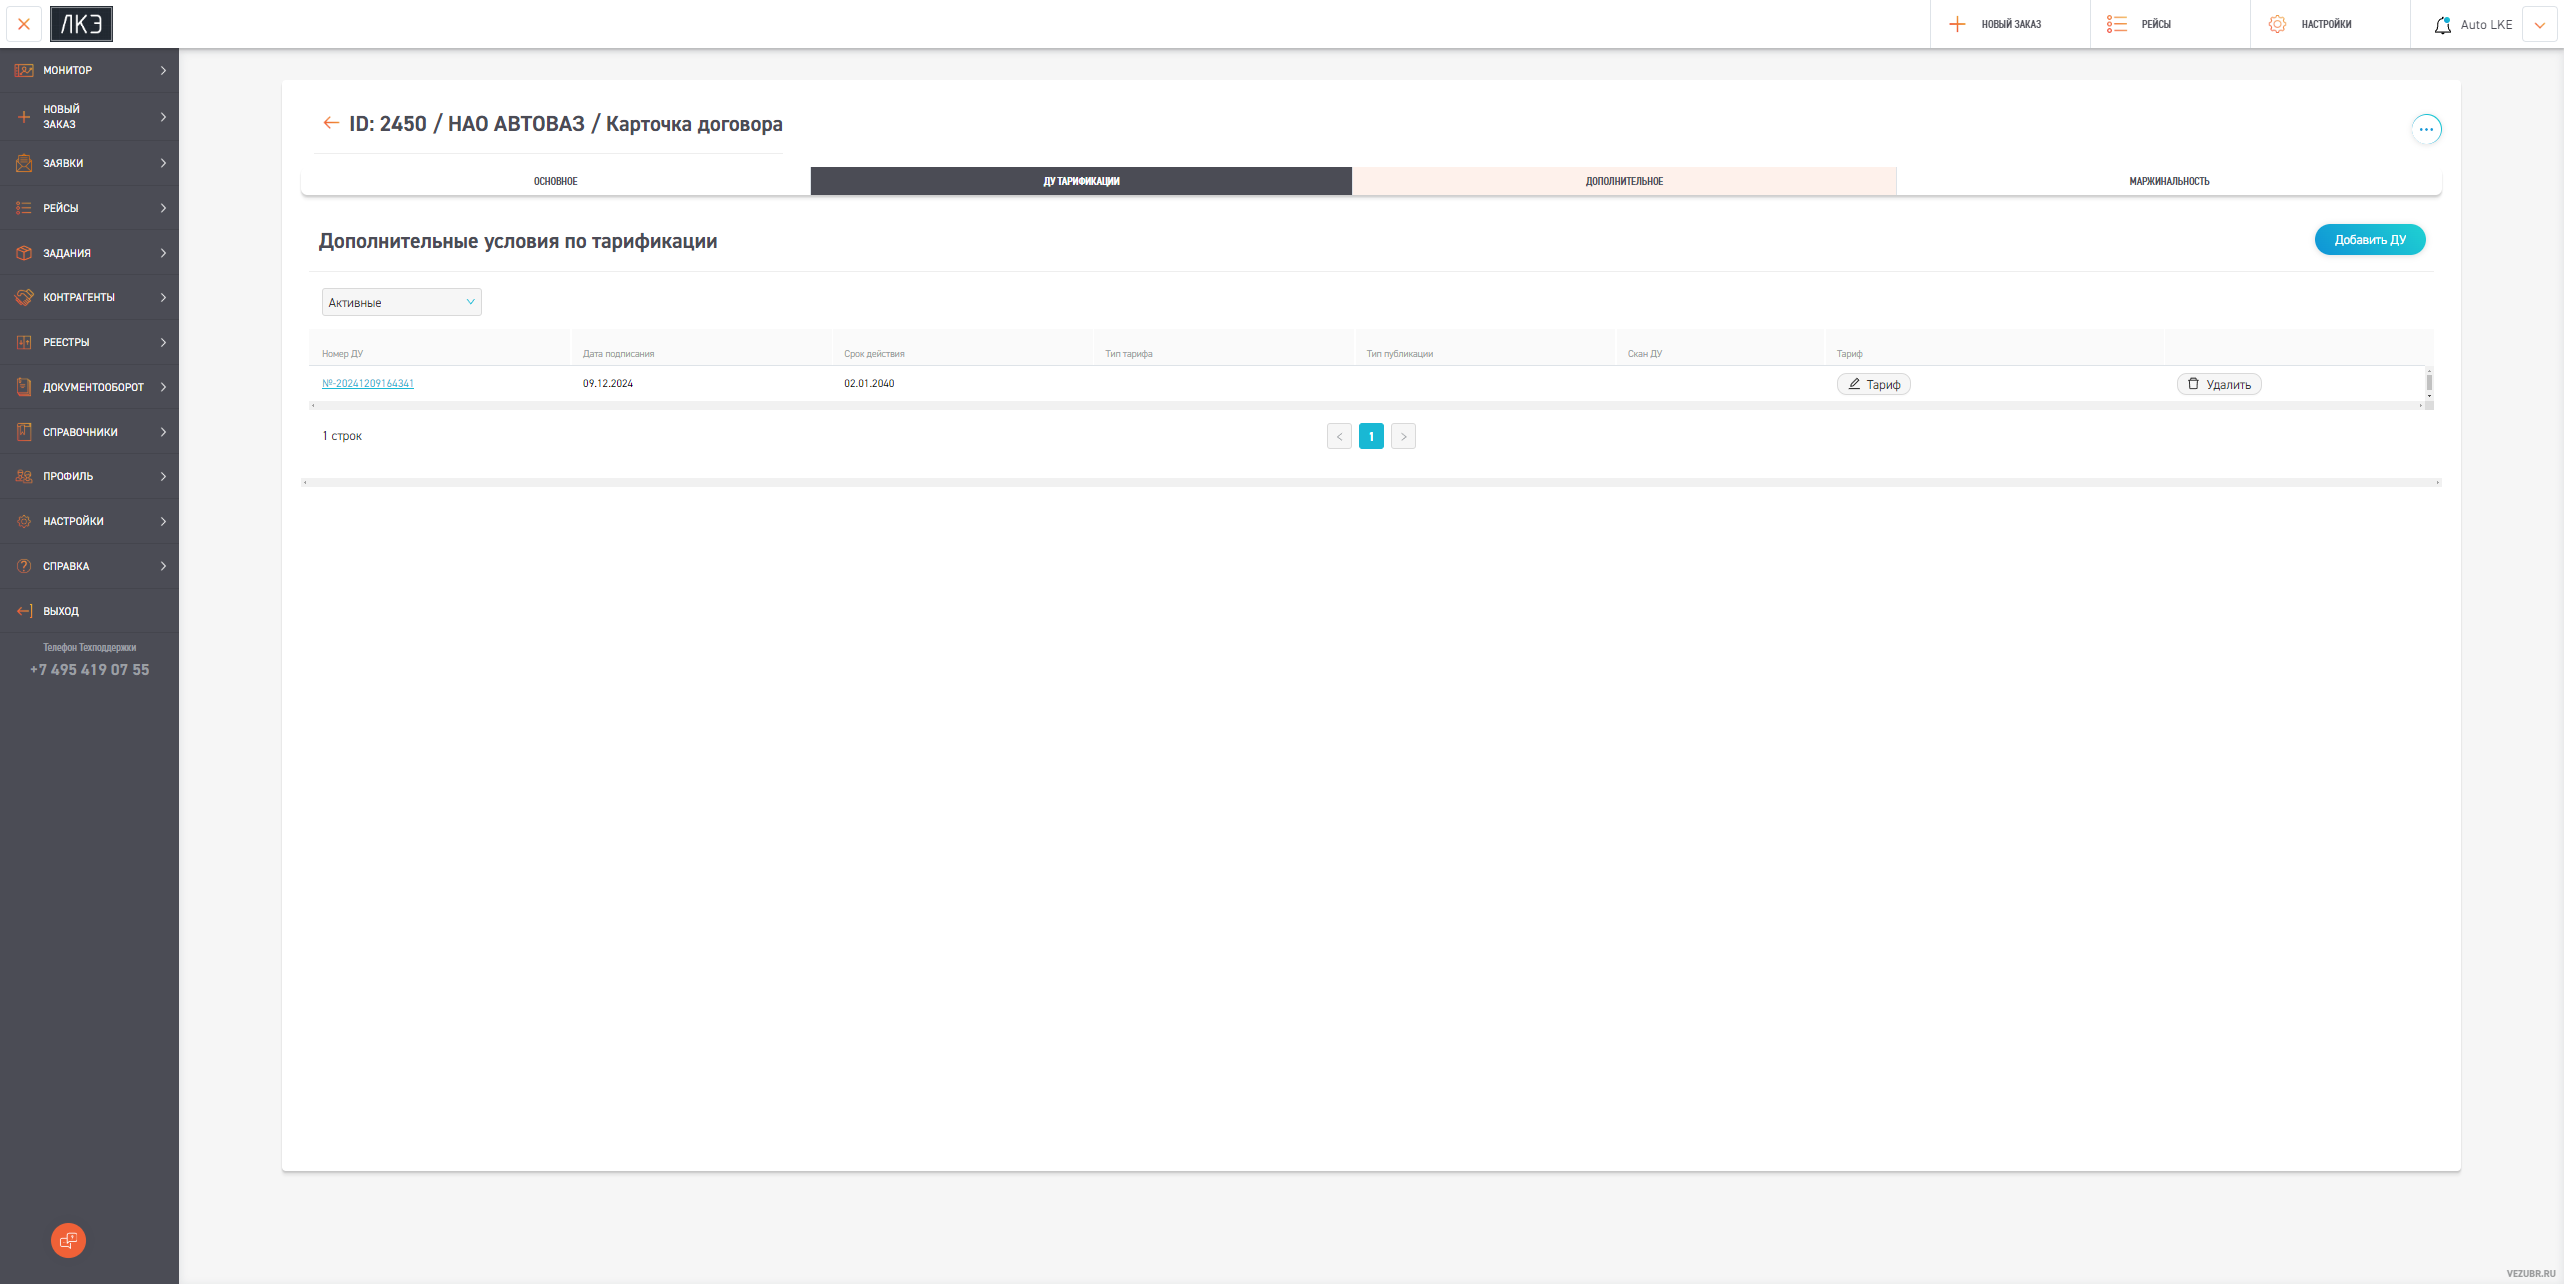 ЛКЭ
НОВЫЙ ЗАКАЗ
РЕЙСЫ
НАСТРОЙКИ
Auto LKE
МОНИТОР
НОВЫЙ
ЗАКАЗ
ЗАЯВКИ
РЕЙСЫ
ЗАДАНИЯ
КОНТРАГЕНТЫ
РЕЕСТРЫ
ДОКУМЕНТООБОРОТ
СПРАВОЧНИКИ
ПРОФИЛЬ
НАСТРОЙКИ
СПРАВКА
ВЫХОД
Телефон Техподдержки
+7 495 419 07 55
ID: 2450 / НАО АВТОВАЗ / Карточка договора
ОСНОВНОЕ
ДУ ТАРИФИКАЦИИ
ДОПОЛНИТЕЛЬНОЕ
МАРЖИНАЛЬНОСТЬ
Дополнительные условия по тарификации
Добавить ДУ
Активные
Номер ДУ
Дата подписания
Срок действия
Тип тарифа
Тип публикации
Скан ДУ
Тариф
№-20241209164341
09.12.2024
02.01.2040
Тариф
Удалить
1 строк
1
VEZUBR.RU